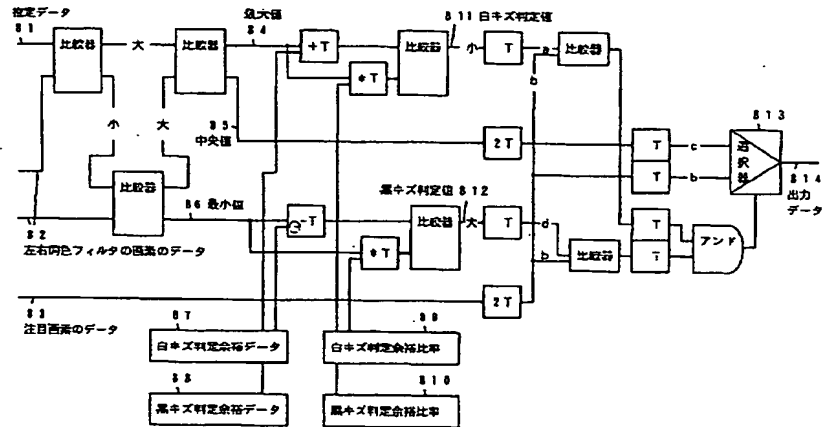 推定データ
81
比較器
大
比較器
最大値
84
+T
*T
比較器
811 白キズ判定値
小
T
a
比較器
b
小
大
85
中央値
2T
T
c
T
b
選択器
813
814
出力
データ
比較器
86 最小値
-T
*T
黒キズ判定値 812
比較器
大
T
d
b
比較器
T
T
アンド
82
左右同色フィルタの画素のデータ
83
注目画素のデータ
2T
87
白キズ判定余裕データ
88
黒キズ判定余裕データ
89
白キズ判定余裕比率
810
黒キズ判定余裕比率